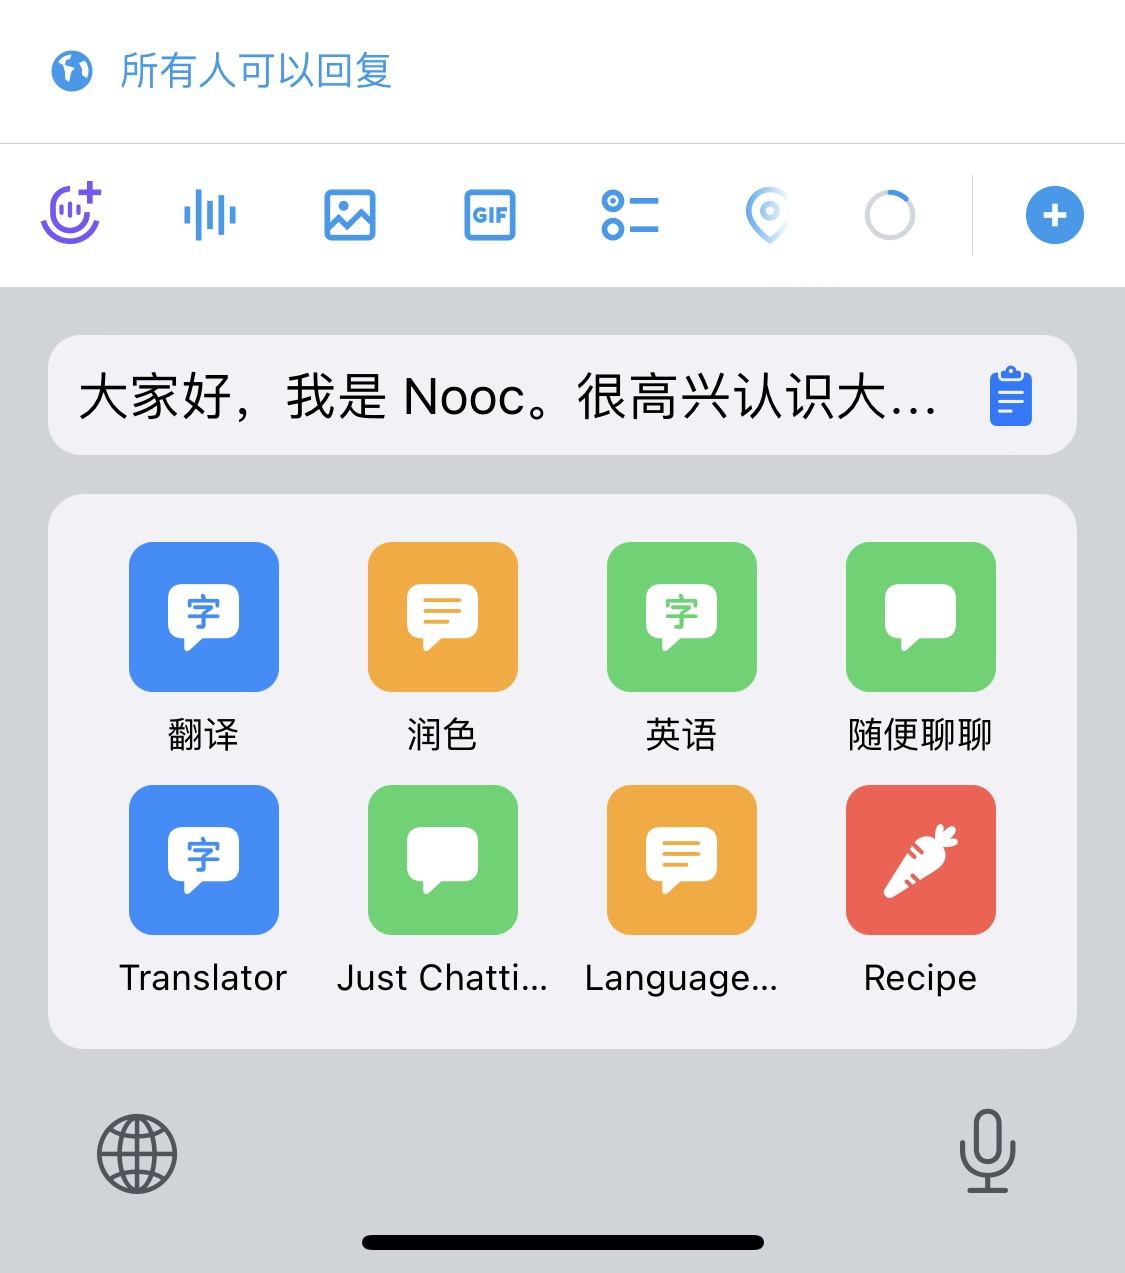 所有人可以回复
GIF
大家好，我是 Nooc。很高兴认识大...
字 字
翻译 润色 英语 随便聊聊
字
Translator Just Chatti... Language... Recipe